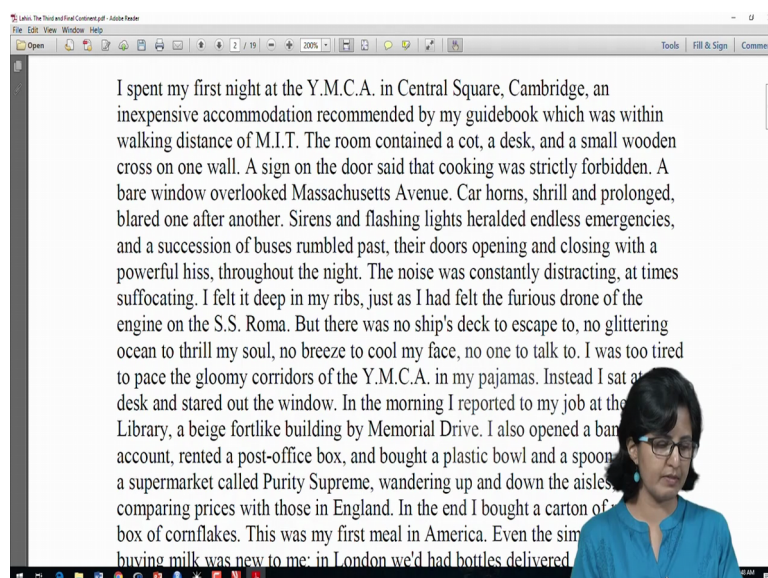 Lahiri. The Third and Final Continent.pdf - Adobe Reader
File Edit View Window Help
Open 2 / 19 200% Tools Fill & Sign Comme
I spent my first night at the Y.M.C.A. in Central Square, Cambridge, an
inexpensive accommodation recommended by my guidebook which was within
walking distance of M.I.T. The room contained a cot, a desk, and a small wooden
cross on one wall. A sign on the door said that cooking was strictly forbidden. A
bare window overlooked Massachusetts Avenue. Car horns, shrill and prolonged,
blared one after another. Sirens and flashing lights heralded endless emergencies,
and a succession of buses rumbled past, their doors opening and closing with a
powerful hiss, throughout the night. The noise was constantly distracting, at times
suffocating. I felt it deep in my ribs, just as I had felt the furious drone of the
engine on the S.S. Roma. But there was no ship's deck to escape to, no glittering
ocean to thrill my soul, no breeze to cool my face, no one to talk to. I was too tired
to pace the gloomy corridors of the Y.M.C.A. in my pajamas. Instead I sat at
desk and stared out the window. In the morning I reported to my job at the
Library, a beige fortlike building by Memorial Drive. I also opened a ban
account, rented a post-office box, and bought a plastic bowl and a spoon
a supermarket called Purity Supreme, wandering up and down the aisles,
comparing prices with those in England. In the end I bought a carton of
box of cornflakes. This was my first meal in America. Even the sim
buying milk was new to me; in London we'd had bottles delivered